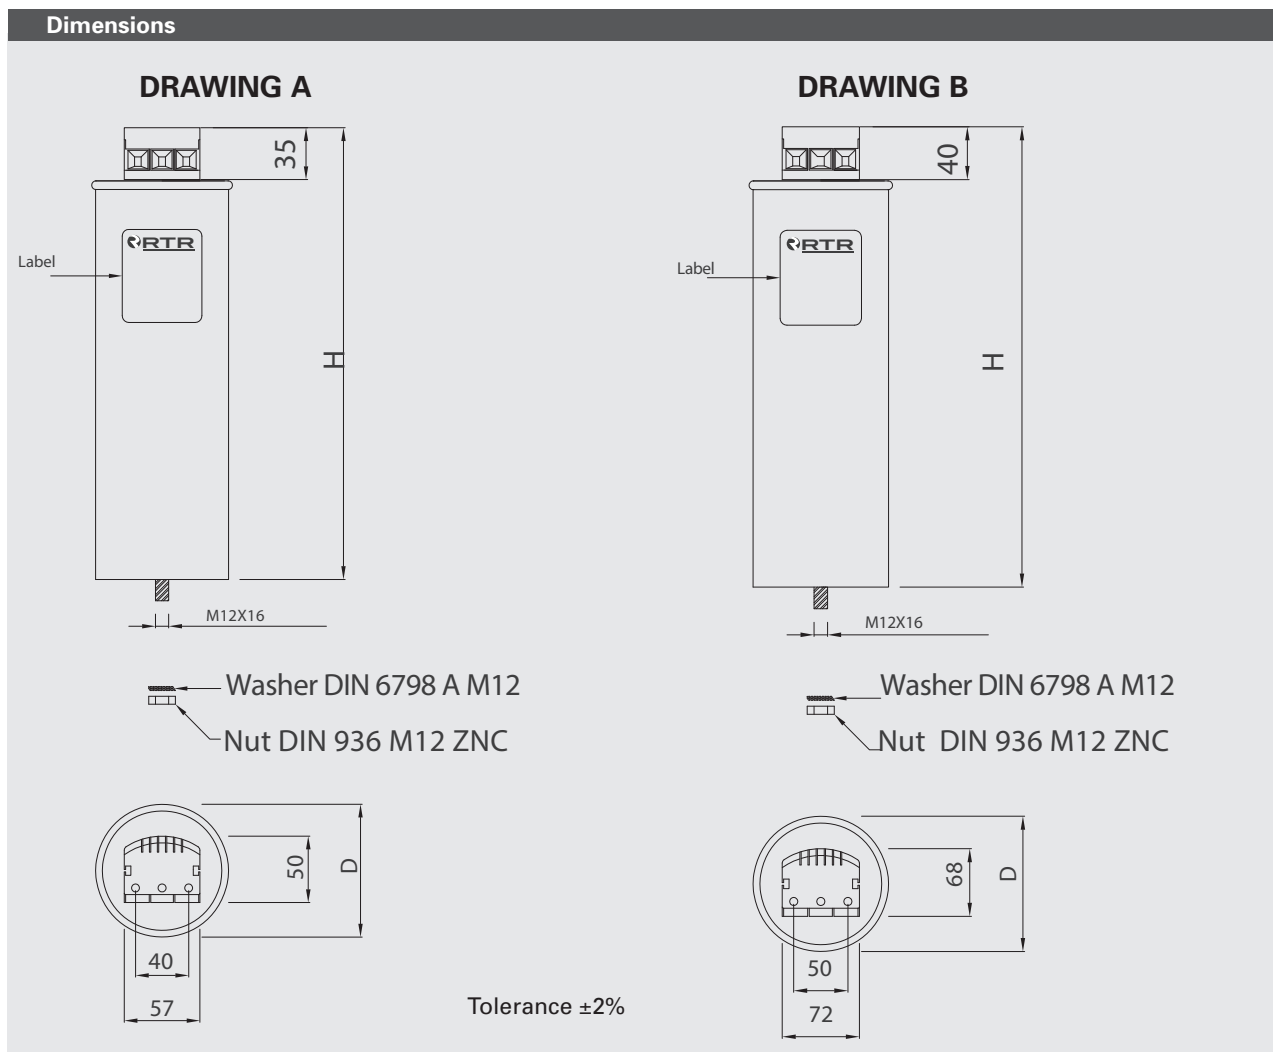 Dimensions
DRAWING A
35
RTR
Label
H
M12X16
Washer DIN 6798 A M12
Nut DIN 936 M12 ZNC
50
D
40
57
DRAWING B
40
RTR
Label
H
M12X16
Washer DIN 6798 A M12
Nut DIN 936 M12 ZNC
68
D
50
72
Tolerance ±2%